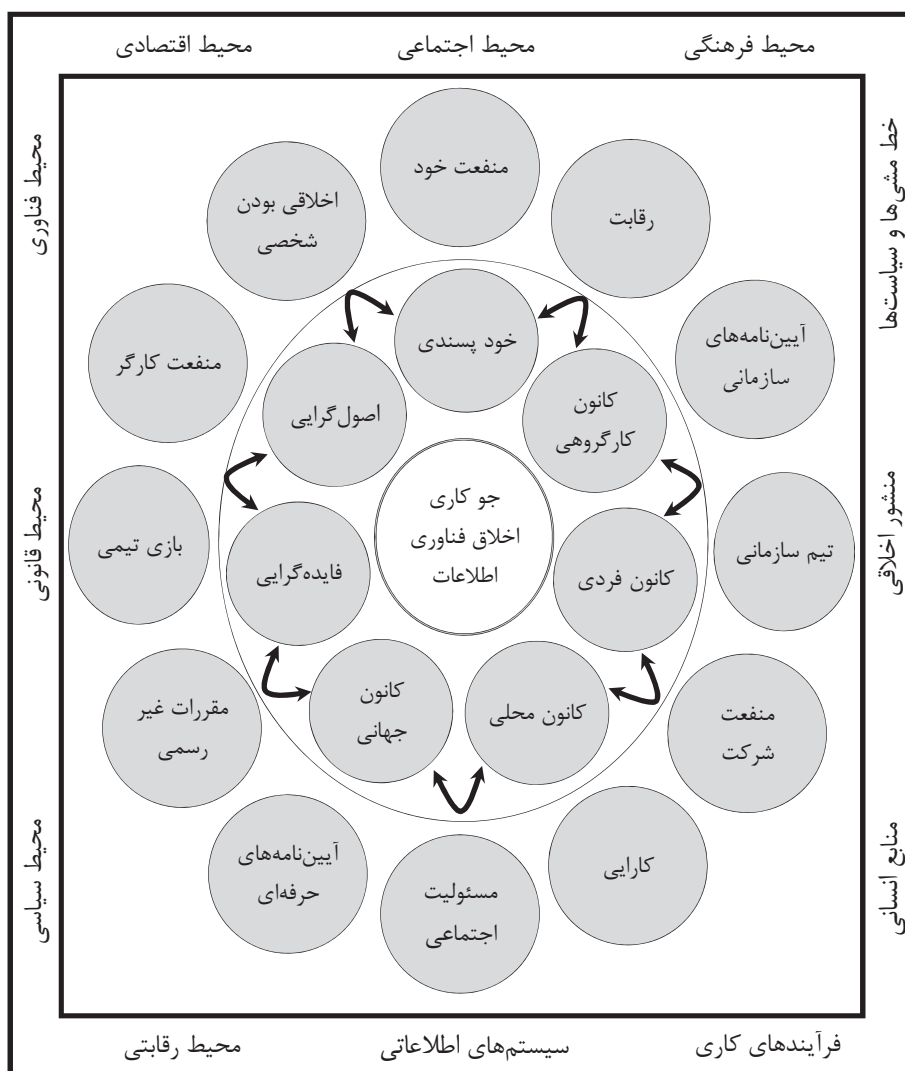 محیط فرهنگی
محیط اجتماعی
محیط اقتصادی
خط مشی‌ها و سیاست‌ها
منشور اخلاقی
منابع انسانی
محیط فناوری
محیط قانونی
محیط سیاسی
منفعت خود
رقابت
آیین‌نامه‌های
سازمانی
تیم سازمانی
منفعت
شرکت
کارایی
مسئولیت
اجتماعی
آیین‌نامه‌های
حرفه‌ای
مقررات غیر
رسمی
بازی تیمی
منفعت کارگر
اخلاقی بودن
شخصی
خود پسندی
کانون
کارگروهی
کانون فردی
کانون محلی
کانون
جهانی
فایده‌گرایی
اصول‌گرایی
جو کاری
اخلاق فناوری
اطلاعات
فرآیندهای کاری
سیستم‌های اطلاعاتی
محیط رقابتی